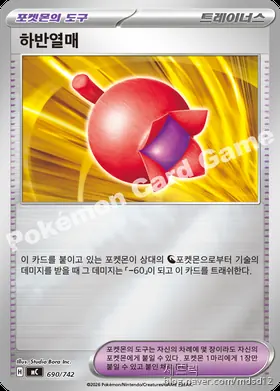 포켓몬의 도구
트레이너스
하반열매
Pokémon Card Game
이 카드를 붙이고 있는 포켓몬이 상대의 포켓몬으로부터 기술의
데미지를 받을 때 그 데미지는 「-60」이 되고 이 카드를 트래쉬한다.
Illus. Studio Bora Inc.
H mC 690/742
포켓몬의 도구는 자신의 차례에 몇 장이라도 자신의
포켓몬에게 붙일 수 있다. 포켓몬 1마리에게 1장만
붙일 수 있고 붙인 채로
©2026 Pokémon/Nintendo/Creatures/GAME